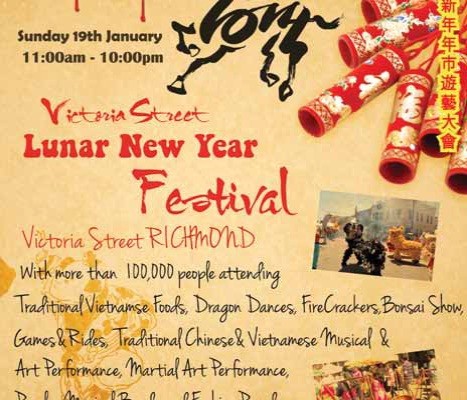 Sunday 19th January
11:00am - 10:00pm
新年年市遊藝大會
Victoria Street
Lunar New Year
Festival
Victoria Street RICHMOND
With more than 100,000 people attending
Traditional Vietnamse Foods, Dragon Dances, FireCrackers, Bonsai Show,
Games & Rides, Traditional Chinese & Vietnamese Musical &
Art Performance, Martial Art Performance,